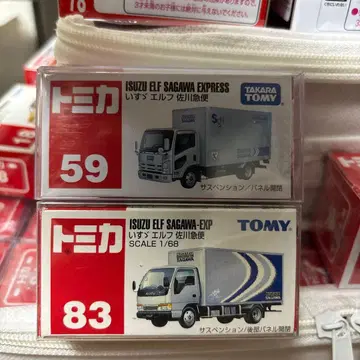 10
トミカ
59
ISUZU ELF SAGAWA EXPRESS
いすゞ エルフ 佐川急便
TAKARA
TOMY
サスペンション/パネル開閉
トミカ
83
ISUZU ELF SAGAWA-EXP
いすゞ エルフ 佐川急便
SCALE 1/68
TOMY
サスペンション/後部パネル開閉